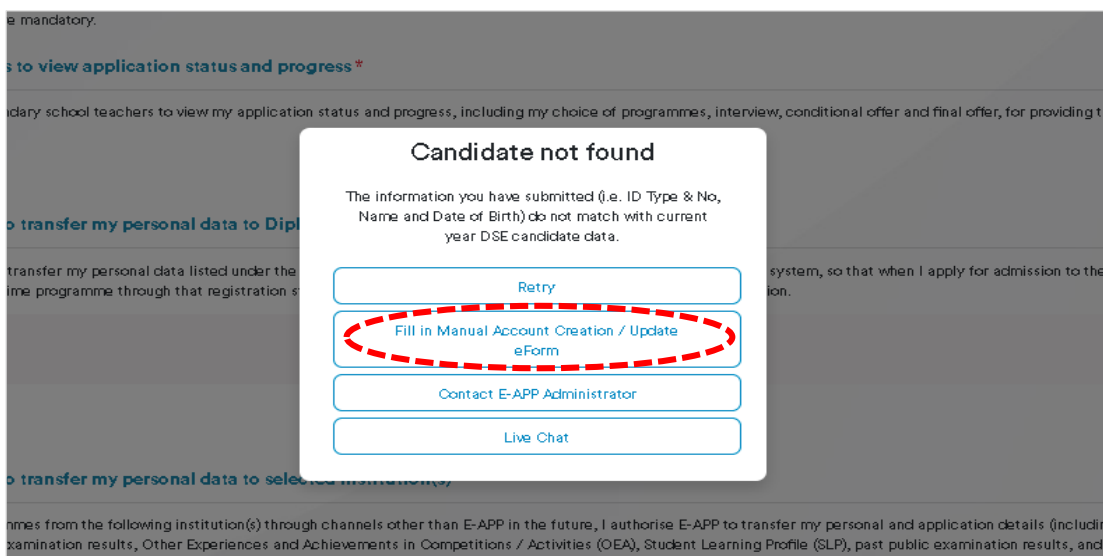 e mandatory.
s to view application status and progress *
ndary school teachers to view my application status and progress, including my choice of programmes, interview, conditional offer and final offer, for providing t
Candidate not found
The information you have submitted (i.e. ID Type & No,
Name and Date of Birth) do not match with current
year DSE candidate data.
o transfer my personal data to Dipl
transfer my personal data listed under the
system, so that when I apply for admission to the
ime programme through that registration s
ion.
Retry
Fill in Manual Account Creation / Update
eForm
Contact E-APP Administrator
Live Chat
o transfer my personal data to selected institution(s)
nmes from the following institution(s) through channels other than E-APP in the future, I authorise E-APP to transfer my personal and application details (includin
xamination results, Other Experiences and Achievements in Competitions / Activities (OEA), Student Learning Profile (SLP), past public examination results, and